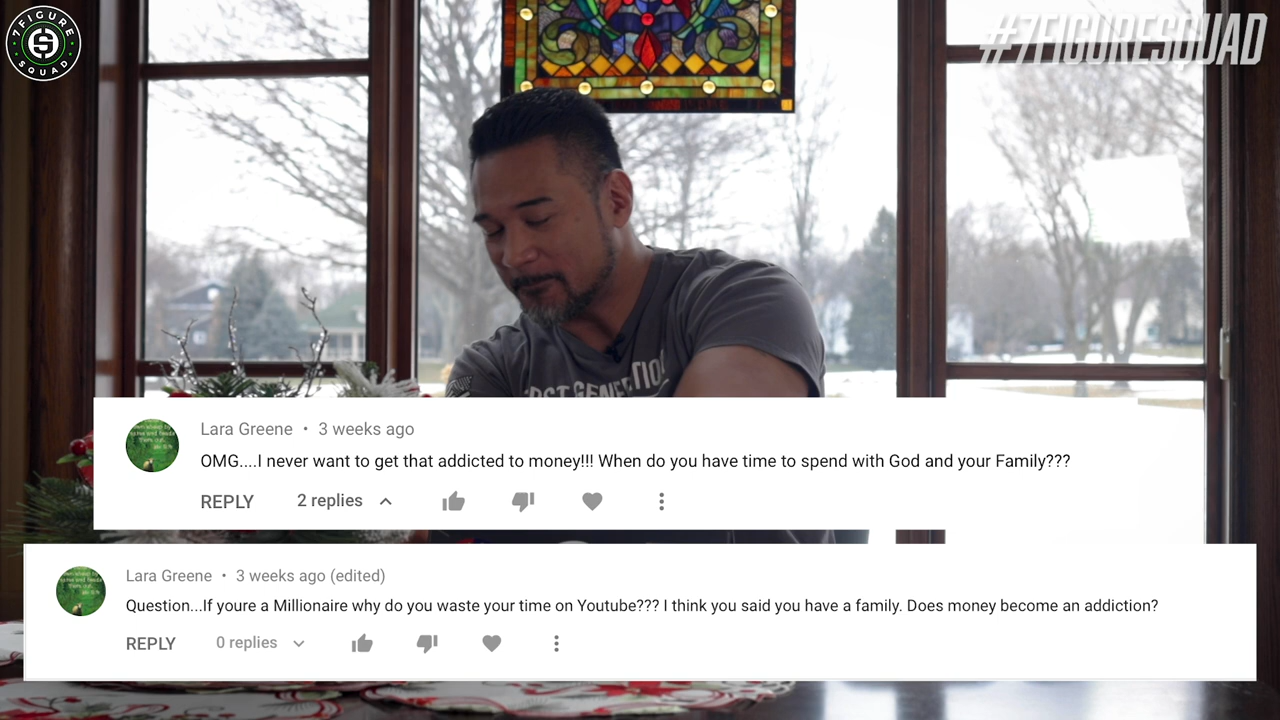 7FIGURE
SQUAD
#7FIGURESQUAD
Lara Greene • 3 weeks ago
OMG....I never want to get that addicted to money!!! When do you have time to spend with God and your Family???
REPLY 2 replies
Lara Greene • 3 weeks ago (edited)
Question...If youre a Millionaire why do you waste your time on Youtube??? I think you said you have a family. Does money become an addiction?
REPLY 0 replies